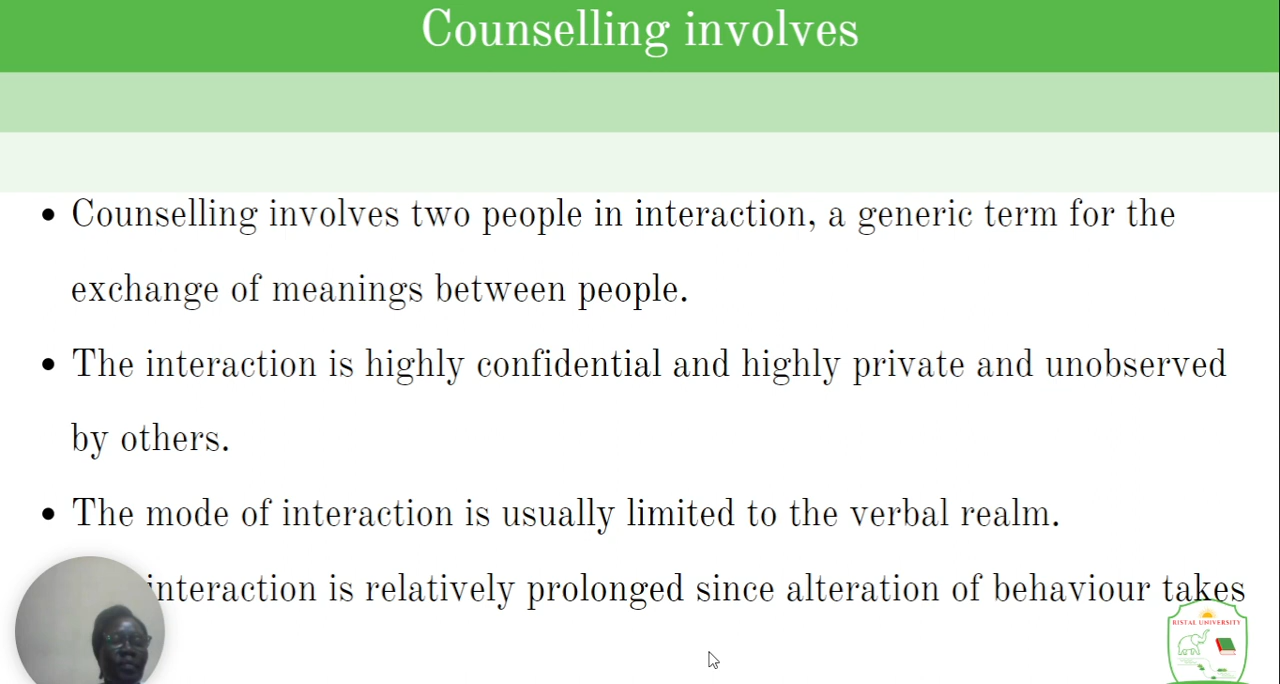 Counselling involves
• Counselling involves two people in interaction, a generic term for the
exchange of meanings between people.
• The interaction is highly confidential and highly private and unobserved
by others.
• The mode of interaction is usually limited to the verbal realm.
interaction is relatively prolonged since alteration of behaviour takes
RISTAL UNIVERSITY